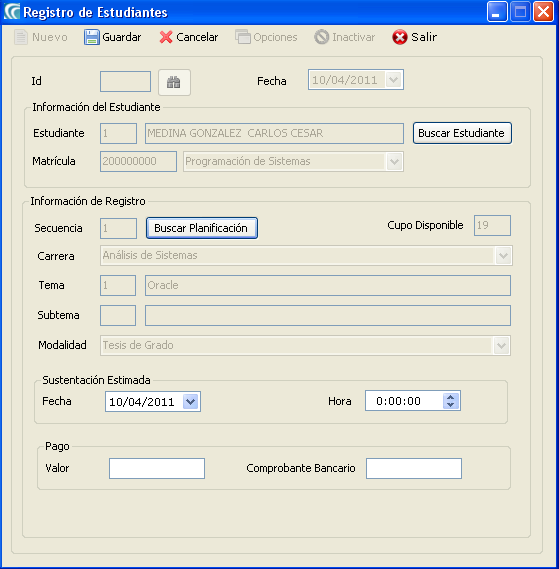 Registro de Estudiantes
Nuevo Guardar Cancelar Opciones Inactivar Salir
Id Fecha 10/04/2011
Información del Estudiante
Estudiante 1 MEDINA GONZALEZ CARLOS CESAR Buscar Estudiante
Matrícula 200000000 Programación de Sistemas
Información de Registro
Secuencia 1 Buscar Planificación Cupo Disponible 19
Carrera Análisis de Sistemas
Tema 1 Oracle
Subtema
Modalidad Tesis de Grado
Sustentación Estimada
Fecha 10/04/2011 Hora 0:00:00
Pago
Valor Comprobante Bancario